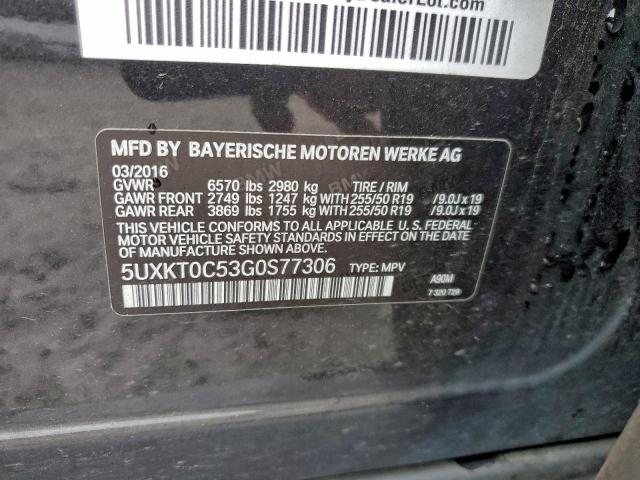 MFD BY BAYERISCHE MOTOREN WERKE AG
03/2016
GVWR 6570 lbs 2980 kg TIRE / RIM
GAWR FRONT 2749 lbs 1247 kg WITH 255/50 R19 /9.0J x 19
GAWR REAR 3869 lbs 1755 kg WITH 255/50 R19 /9.0J x 19
THIS VEHICLE CONFORMS TO ALL APPLICABLE U. S. FEDERAL
MOTOR VEHICLE SAFETY STANDARDS IN EFFECT ON THE DATE
OF MANUFACTURE SHOWN ABOVE.
5UXKT0C53G0S77306 TYPE: MPV A90M
7 320 729